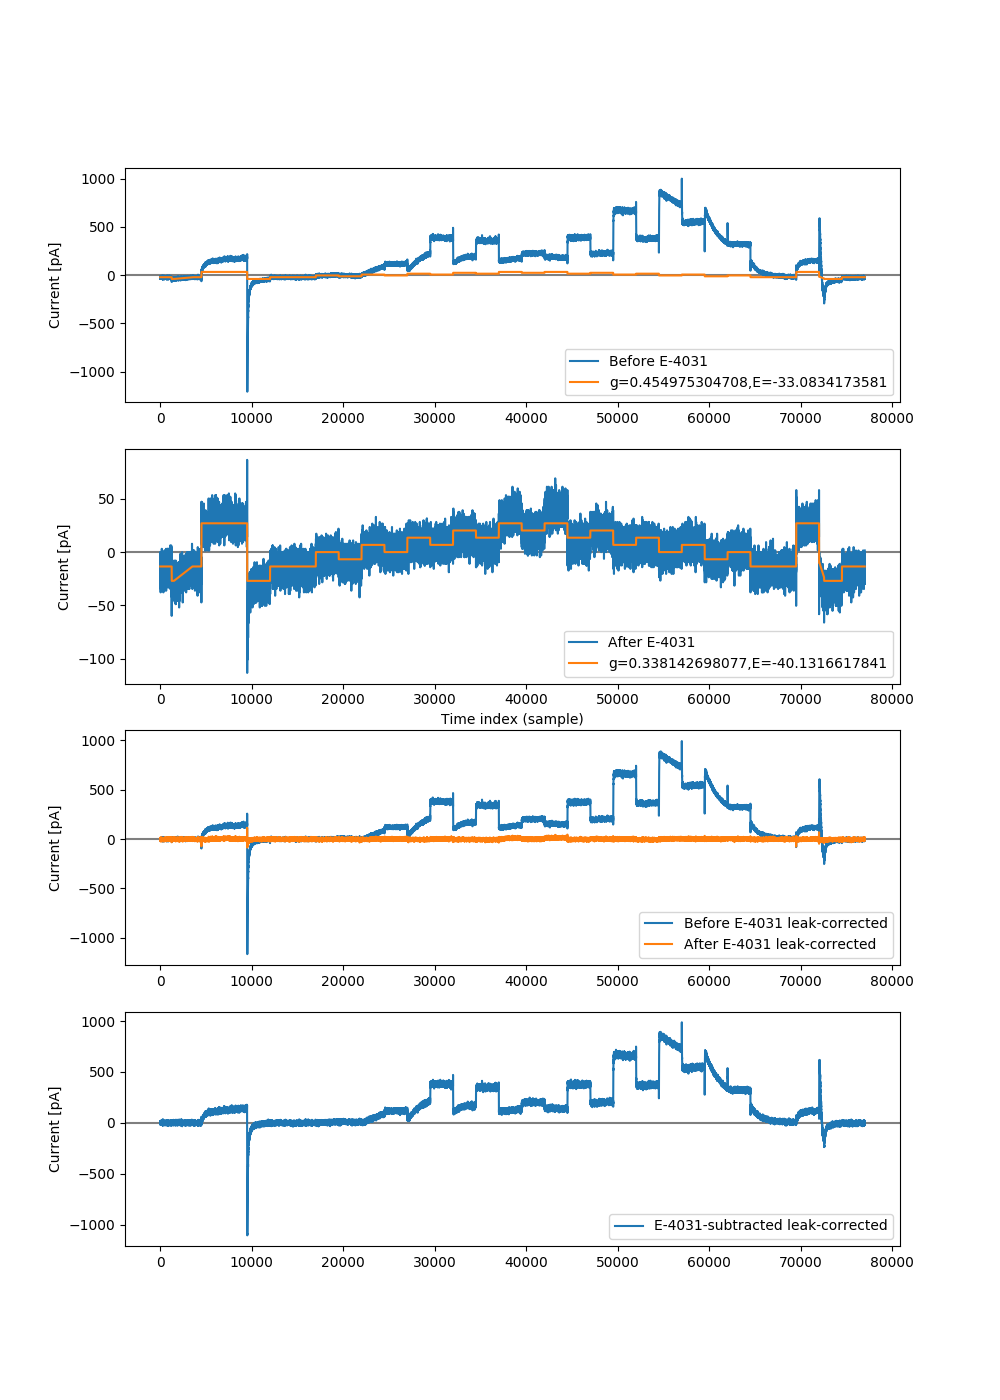 1000
500
0
−500
−1000
Current [pA]
Before E-4031
g=0.454975304708,E=-33.0834173581
0 10000 20000 30000 40000 50000 60000 70000 80000
50
0
−50
−100
Current [pA]
After E-4031
g=0.338142698077,E=-40.1316617841
0 10000 20000 30000 40000 50000 60000 70000 80000
Time index (sample)
1000
500
0
−500
−1000
Current [pA]
Before E-4031 leak-corrected
After E-4031 leak-corrected
0 10000 20000 30000 40000 50000 60000 70000 80000
1000
500
0
−500
−1000
Current [pA]
E-4031-subtracted leak-corrected
0 10000 20000 30000 40000 50000 60000 70000 80000